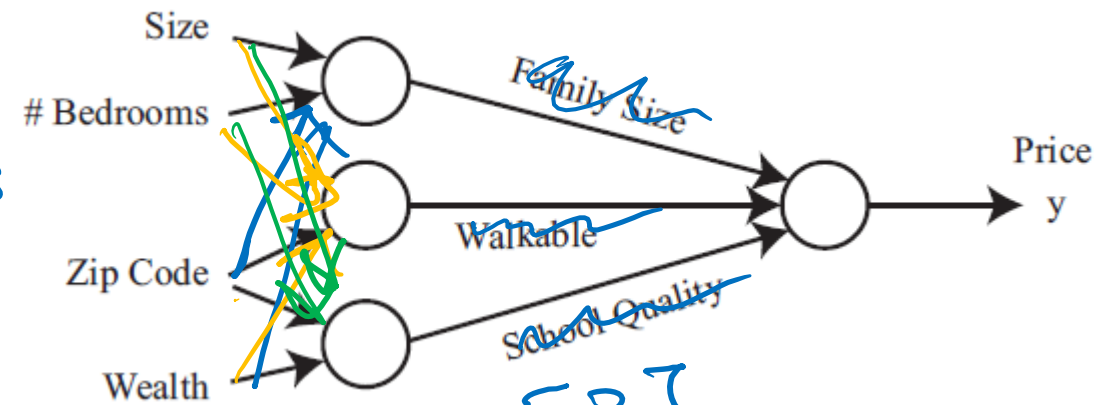 Size
# Bedrooms
Zip Code
Wealth
Family Size
Walkable
School Quality
Price
y